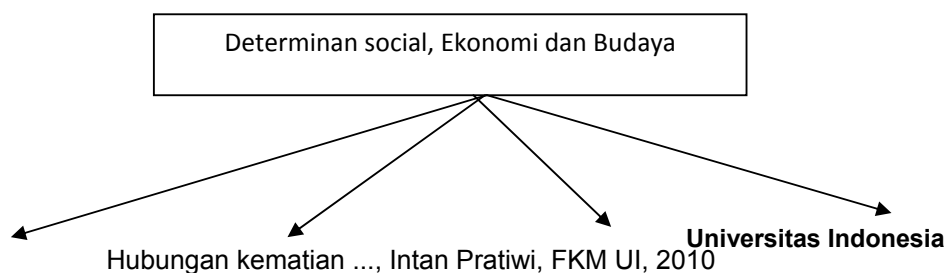 Determinan social, Ekonomi dan Budaya
Universitas Indonesia
Hubungan kematian ..., Intan Pratiwi, FKM UI, 2010